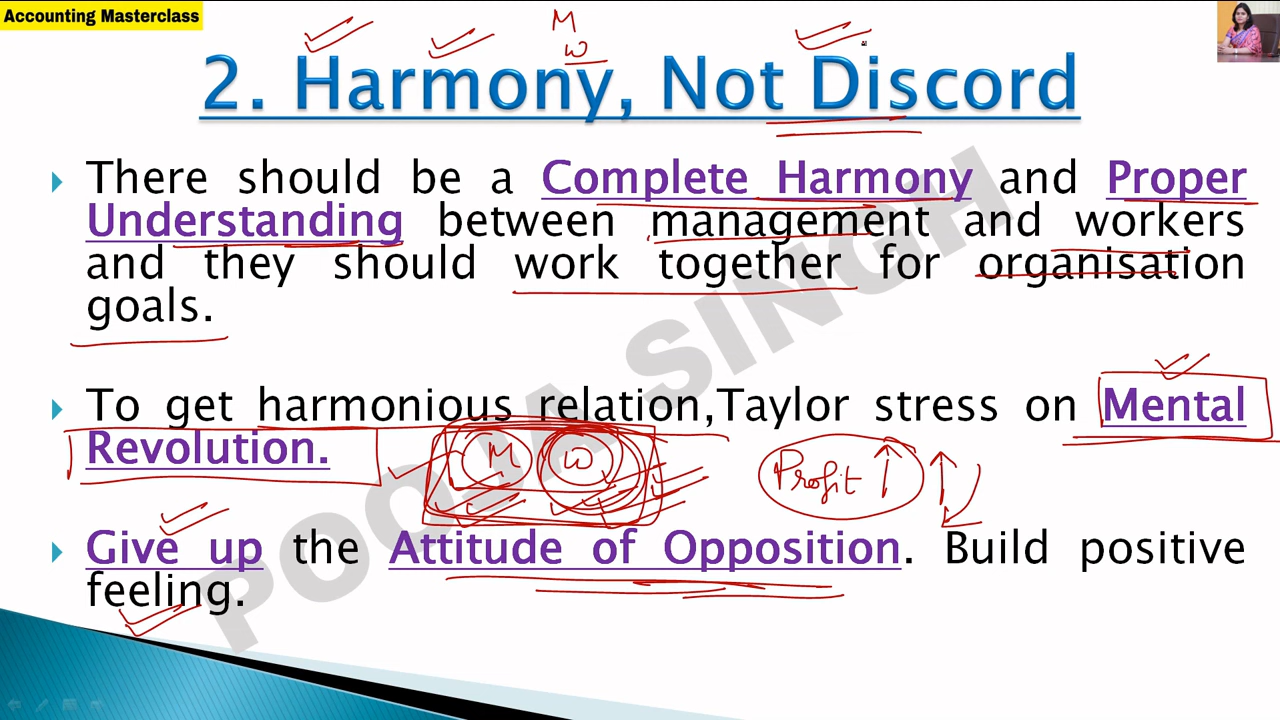 Accounting Masterclass
M
W
2. Harmony, Not Discord
There should be a Complete Harmony and Proper
Understanding between management and workers
and they should work together for organisation
goals.
To get harmonious relation,Taylor stress on Mental
Revolution.
M W Profit
Give up the Attitude of Opposition. Build positive
feeling.
POOJA SINGH